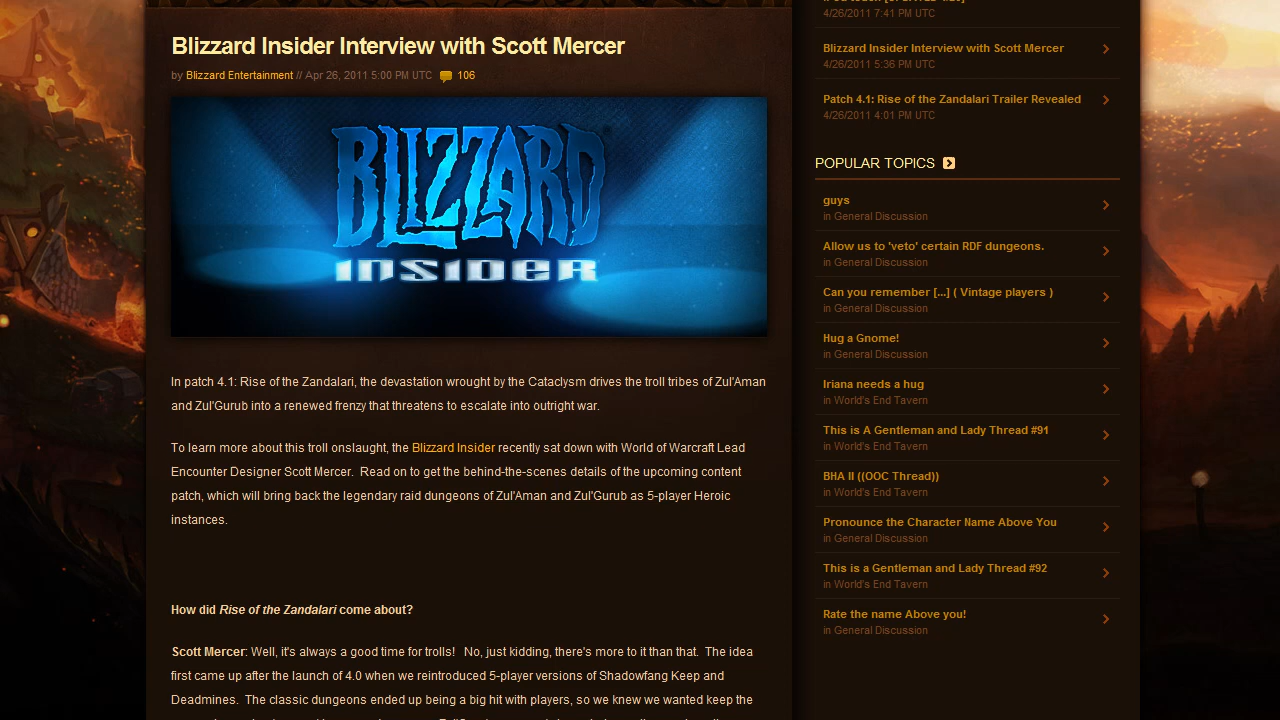 Blizzard Insider Interview with Scott Mercer
by Blizzard Entertainment // Apr 26, 2011 5:00 PM UTC 106
BLIZZARD
INSIDER
In patch 4.1: Rise of the Zandalari, the devastation wrought by the Cataclysm drives the troll tribes of Zul'Aman
and Zul'Gurub into a renewed frenzy that threatens to escalate into outright war.
To learn more about this troll onslaught, the Blizzard Insider recently sat down with World of Warcraft Lead
Encounter Designer Scott Mercer. Read on to get the behind-the-scenes details of the upcoming content
patch, which will bring back the legendary raid dungeons of Zul'Aman and Zul'Gurub as 5-player Heroic
instances.
How did Rise of the Zandalari come about?
Scott Mercer: Well, it's always a good time for trolls! No, just kidding, there's more to it than that. The idea
first came up after the launch of 4.0 when we reintroduced 5-player versions of Shadowfang Keep and
Deadmines. The classic dungeons ended up being a big hit with players, so we knew we wanted keep the
4/26/2011 7:41 PM UTC
Blizzard Insider Interview with Scott Mercer
4/26/2011 5:36 PM UTC
Patch 4.1: Rise of the Zandalari Trailer Revealed
4/26/2011 4:01 PM UTC
POPULAR TOPICS
guys
in General Discussion
Allow us to 'veto' certain RDF dungeons.
in General Discussion
Can you remember [...] ( Vintage players )
in General Discussion
Hug a Gnome!
in General Discussion
Iriana needs a hug
in World's End Tavern
This is A Gentleman and Lady Thread #91
in World's End Tavern
BHA II ((OOC Thread))
in World's End Tavern
Pronounce the Character Name Above You
in General Discussion
This is a Gentleman and Lady Thread #92
in World's End Tavern
Rate the name Above you!
in General Discussion